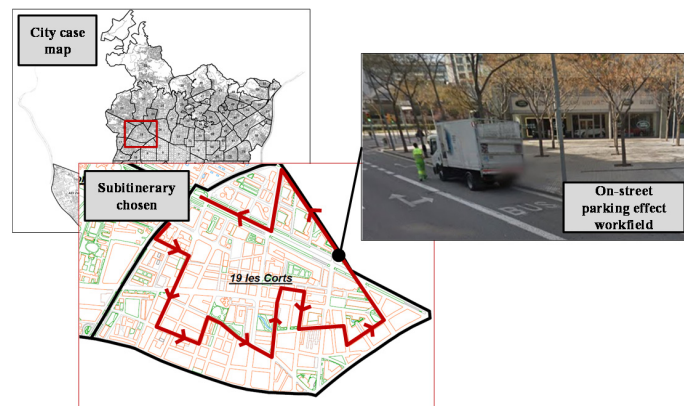 City case
map
Subitinerary
chosen
19 les Corts
BUS
On-street
parking effect
workfield